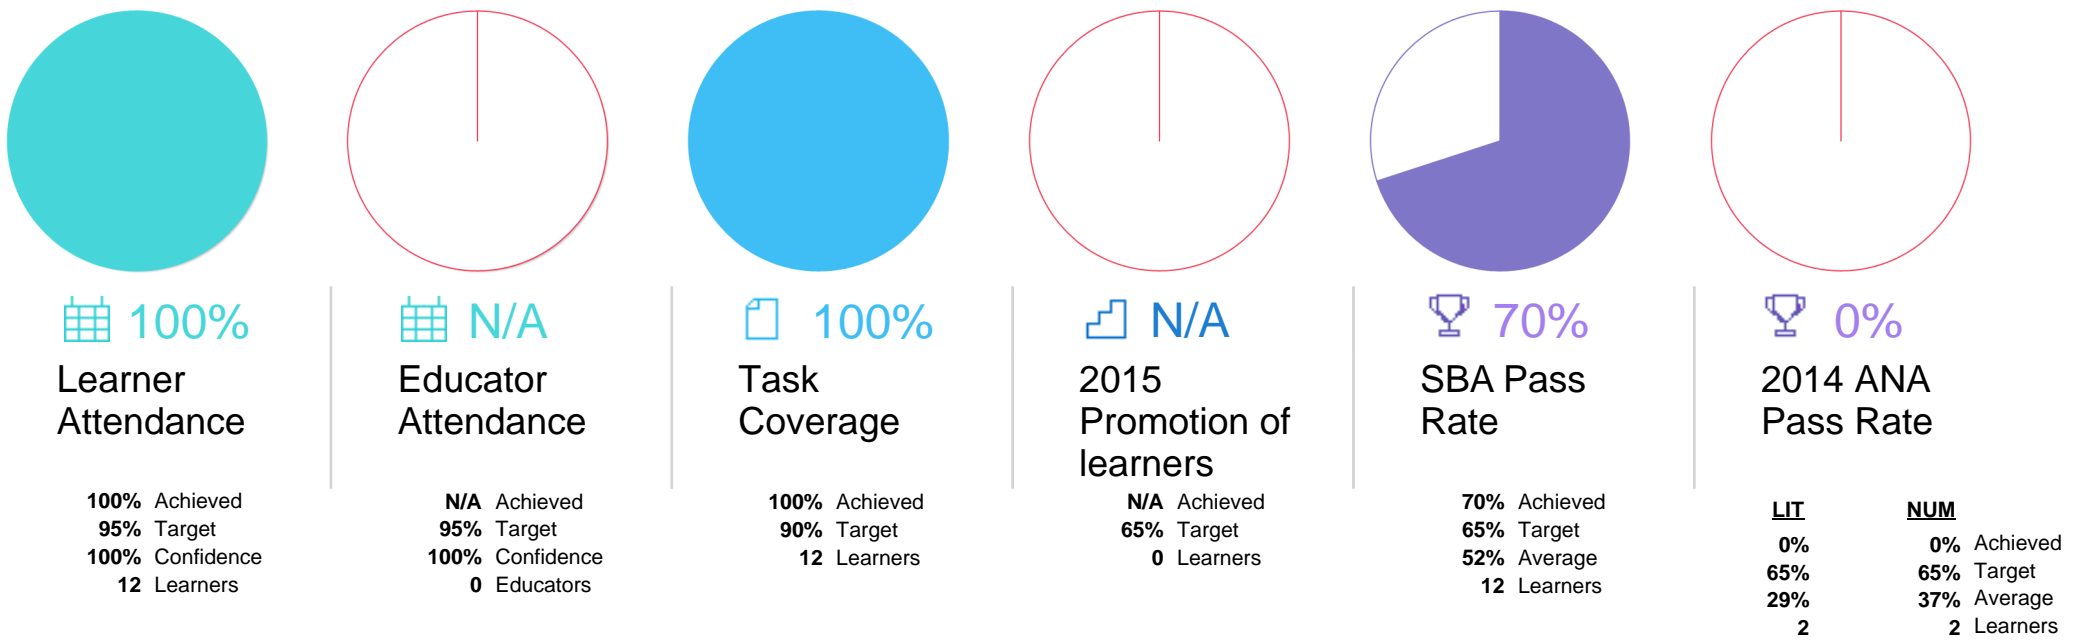 100%
Learner
Attendance
100% Achieved
95% Target
100% Confidence
12 Learners
N/A
Educator
Attendance
N/A Achieved
95% Target
100% Confidence
0 Educators
100%
Task
Coverage
100% Achieved
90% Target
12 Learners
N/A
2015
Promotion of
learners
N/A Achieved
65% Target
0 Learners
70%
SBA Pass
Rate
70% Achieved
65% Target
52% Average
12 Learners
0%
2014 ANA
Pass Rate
LIT NUM
0% 0% Achieved
65% 65% Target
29% 37% Average
2 2 Learners